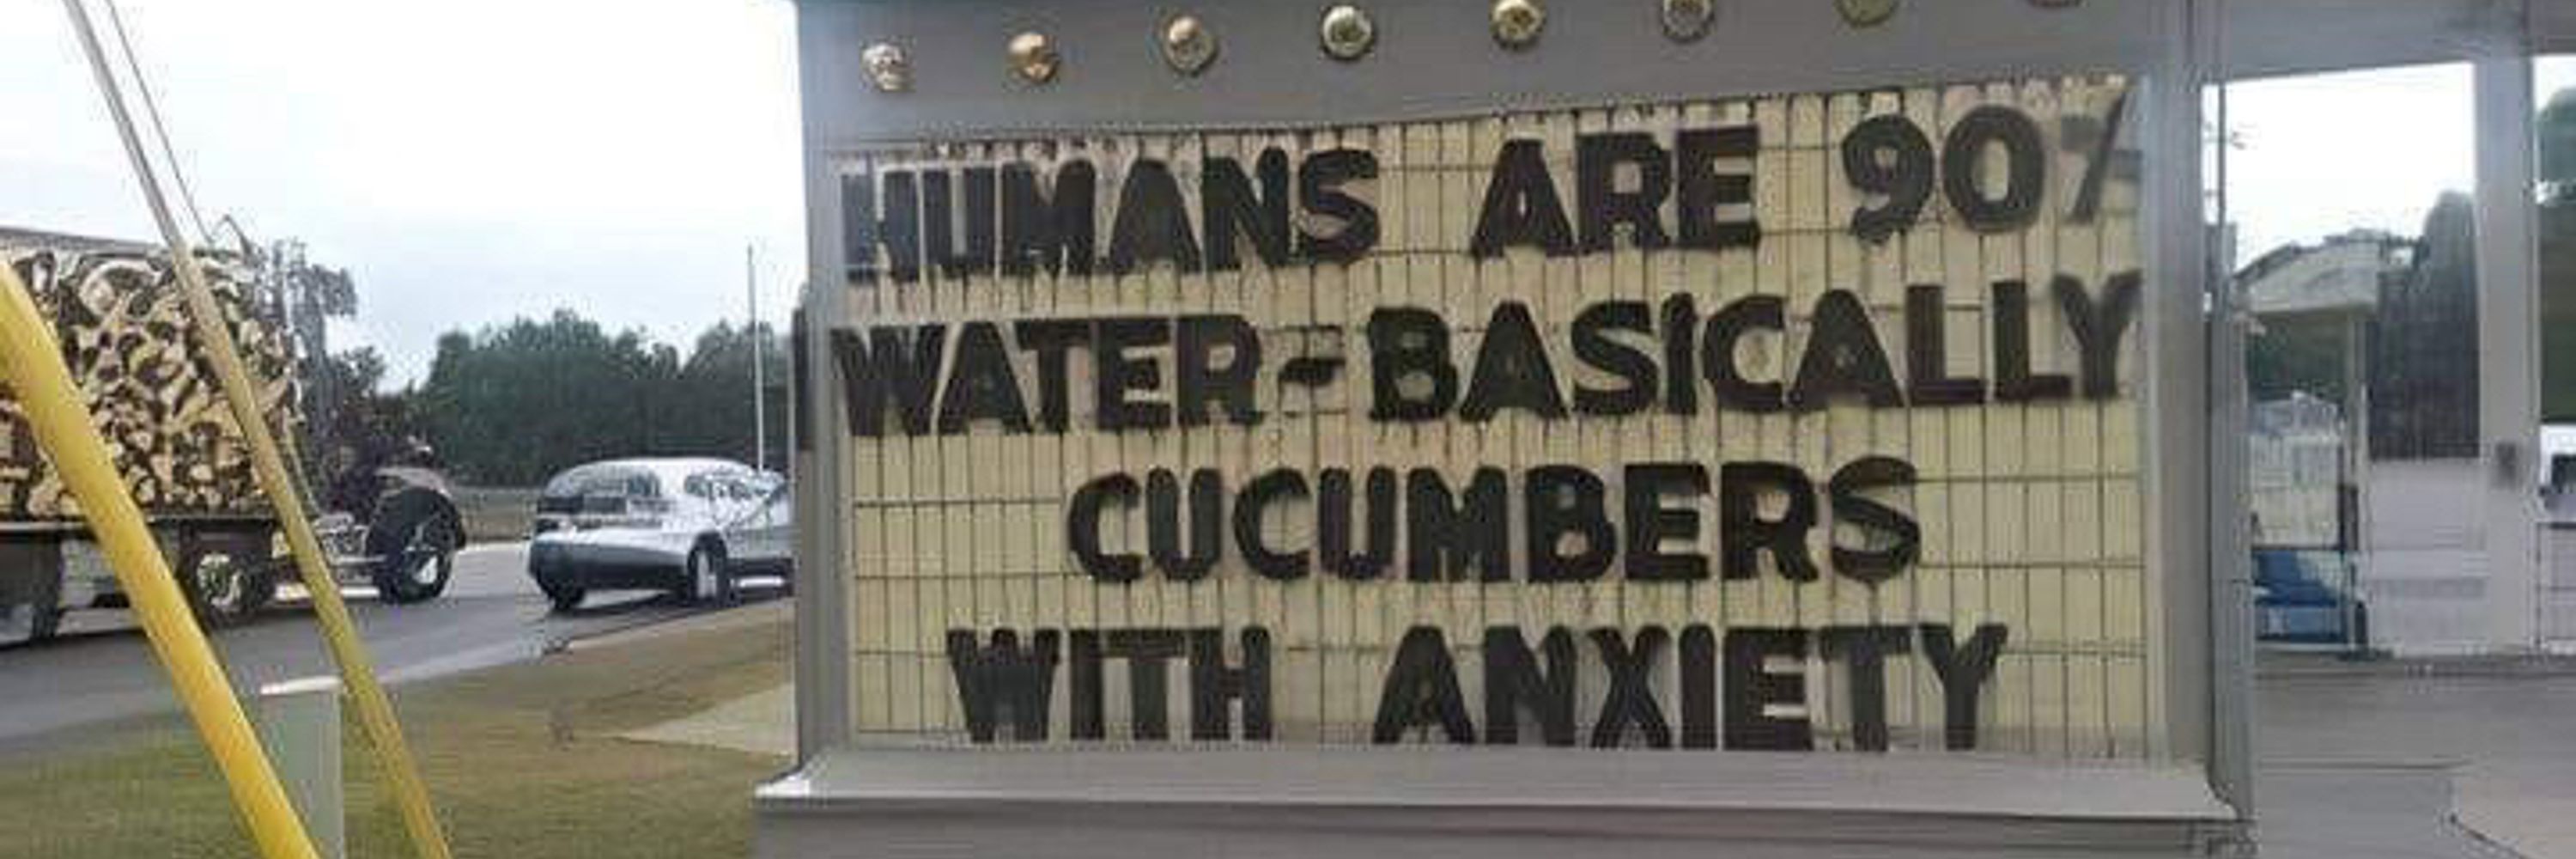 HUMANS ARE 90%
WATER-BASICALLY
CUCUMBERS
WITH ANXIETY